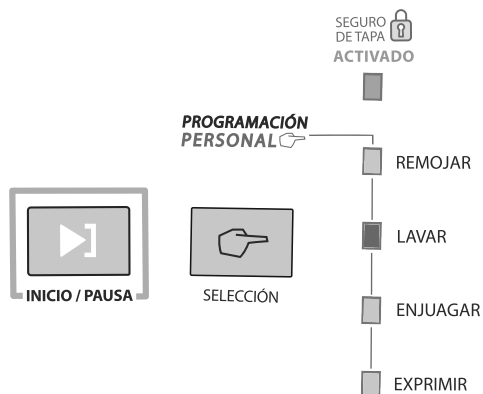 SEGURO
DE TAPA
ACTIVADO
PROGRAMACIÓN
PERSONAL
REMOJAR
LAVAR
INICIO / PAUSA
SELECCIÓN
ENJUAGAR
EXPRIMIR